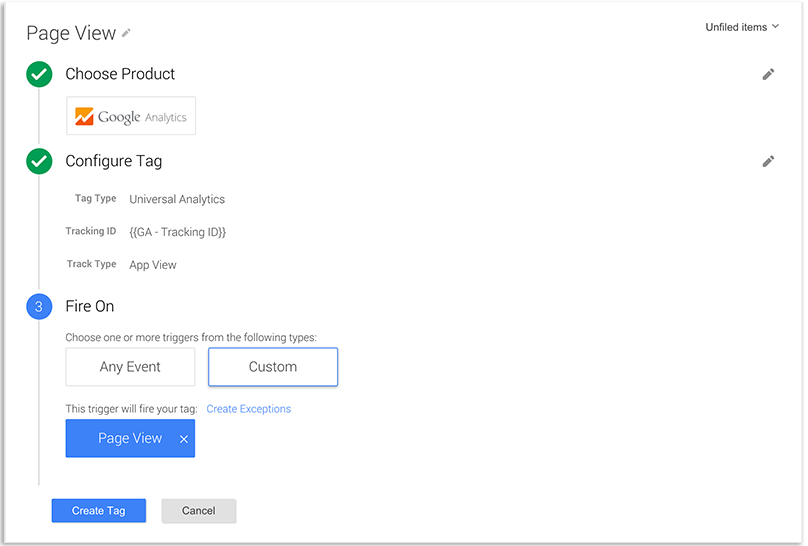 Page View
Unfiled items
Choose Product
Google Analytics
Configure Tag
Tag Type Universal Analytics
Tracking ID {{GA - Tracking ID}}
Track Type App View
3 Fire On
Choose one or more triggers from the following types:
Any Event Custom
This trigger will fire your tag: Create Exceptions
Page View ×
Create Tag Cancel